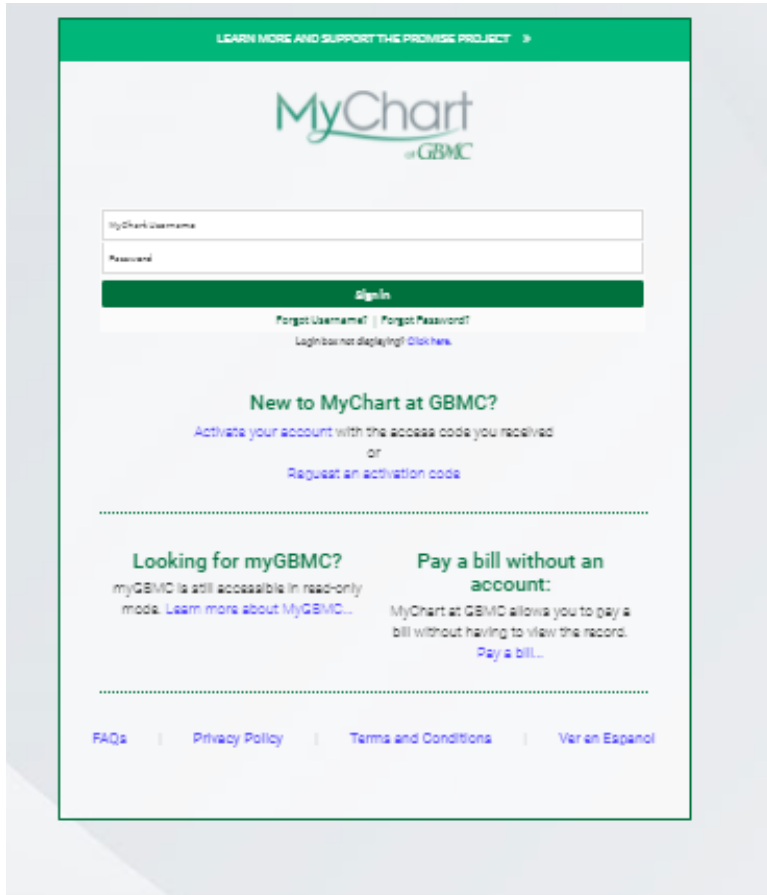 LEARN MORE AND SUPPORT THE PROMISE PROJECT »
MyChart
at GBMC
MyChart Username
Password
Sign In
Forgot Username? | Forgot Password?
Login box not displaying? Click here.
New to MyChart at GBMC?
Activate your account with the access code you received
or
Request an activation code
Looking for myGBMC?
myGBMC is still accessible in read-only
mode. Learn more about MyGBMC...
Pay a bill without an
account:
MyChart at GBMC allows you to pay a
bill without having to view the record.
Pay a bill...
FAQs | Privacy Policy | Terms and Conditions | Ver en Espanol